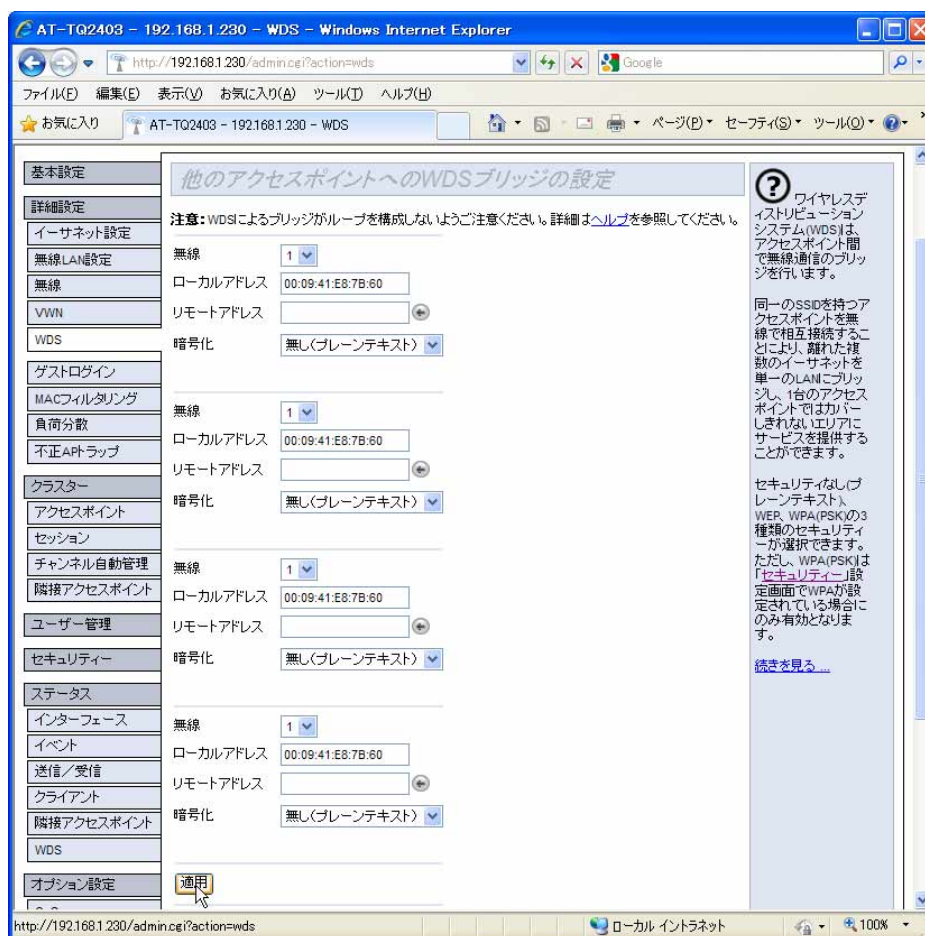 AT-TQ2403 - 192.168.1.230 - WDS - Windows Internet Explorer
http://192.168.1.230/admin.cgi?action=wds
Google
ファイル(F) 編集(E) 表示(V) お気に入り(A) ツール(T) ヘルプ(H)
お気に入り
AT-TQ2403 - 192.168.1.230 - WDS
ページ(P) セーフティ(S) ツール(O)
基本設定
詳細設定
イーサネット設定
無線LAN設定
無線
VWN
WDS
ゲストログイン
MACフィルタリング
負荷分散
不正APトラップ
クラスター
アクセスポイント
セッション
チャンネル自動管理
隣接アクセスポイント
ユーザー管理
セキュリティー
ステータス
インターフェース
イベント
送信/受信
クライアント
隣接アクセスポイント
WDS
オプション設定
他のアクセスポイントへのWDSブリッジの設定
注意:WDSによるブリッジがループを構成しないようご注意ください。詳細はヘルプを参照してください。
無線 1
ローカルアドレス 00:09:41:E8:7B:60
リモートアドレス
暗号化 無し(プレーンテキスト)
無線 1
ローカルアドレス 00:09:41:E8:7B:60
リモートアドレス
暗号化 無し(プレーンテキスト)
無線 1
ローカルアドレス 00:09:41:E8:7B:60
リモートアドレス
暗号化 無し(プレーンテキスト)
無線 1
ローカルアドレス 00:09:41:E8:7B:60
リモートアドレス
暗号化 無し(プレーンテキスト)
適用
ワイヤレスデ
ィストリビューション
システム(WDS)は、
アクセスポイント間
で無線通信のブリッ
ジを行います。
同一のSSIDを持つア
クセスポイントを無
線で相互接続するこ
とにより、離れた複
数のイーサネットを
単一のLANにブリッ
ジし、1台のアクセス
ポイントではカバー
しきれないエリアに
サービスを提供する
ことができます。
セキュリティなし(プ
レーンテキスト)、
WEP、WPA(PSK)の3
種類のセキュリティ
ーが選択できます。
ただし、WPA(PSK)は
「セキュリティー」設
定画面でWPAが設
定されている場合に
のみ有効となりま
す。
続きを見る ...
http://192.168.1.230/admin.cgi?action=wds
ローカル イントラネット
100%